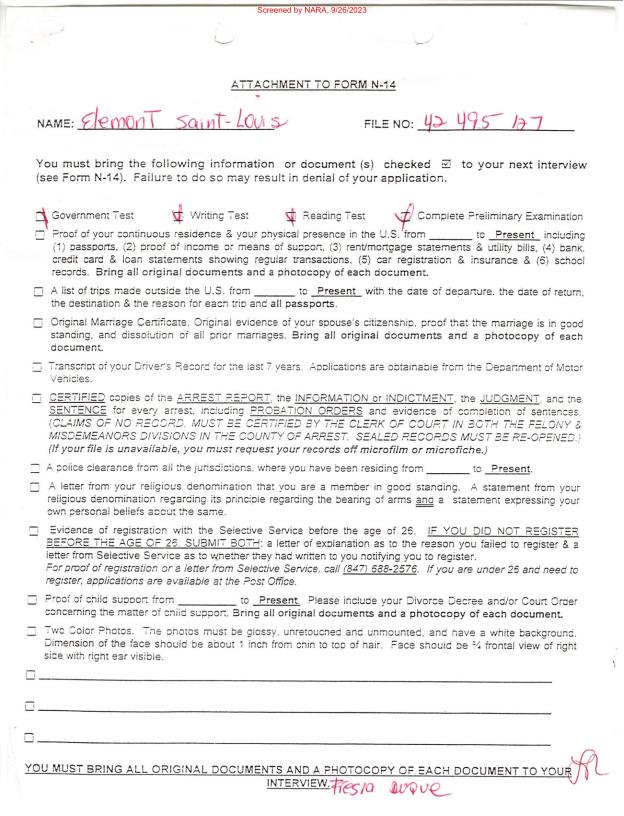 Screened by NARA, 9/26/2023
ATTACHMENT TO FORM N-14
NAME: Elemont Saint-Louis FILE NO: 42 495 127
You must bring the following information or document (s) checked ☑ to your next interview
(see Form N-14). Failure to do so may result in denial of your application.
Government Test Writing Test Reading Test Complete Preliminary Examination
Proof of your continuous residence & your physical presence in the U.S. from ______ to Present including
(1) passports, (2) proof of income or means of support, (3) rent/mortgage statements & utility bills, (4) bank,
credit card & loan statements showing regular transactions, (5) car registration & insurance & (6) school
records. Bring all original documents and a photocopy of each document.
A list of trips made outside the U.S. from ______ to Present with the date of departure, the date of return,
the destination & the reason for each trip and all passports.
Original Marriage Certificate, Original evidence of your spouse's citizenship, proof that the marriage is in good
standing, and dissolution of all prior marriages. Bring all original documents and a photocopy of each
document.
Transcript of your Driver's Record for the last 7 years. Applications are obtainable from the Department of Motor
Vehicles.
CERTIFIED copies of the ARREST REPORT, the INFORMATION or INDICTMENT, the JUDGMENT, and the
SENTENCE for every arrest, including PROBATION ORDERS and evidence of completion of sentences.
(CLAIMS OF NO RECORD, MUST BE CERTIFIED BY THE CLERK OF COURT IN BOTH THE FELONY &
MISDEMEANORS DIVISIONS IN THE COUNTY OF ARREST. SEALED RECORDS MUST BE RE-OPENED.)
(If your file is unavailable, you must request your records off microfilm or microfiche.)
A police clearance from all the jurisdictions, where you have been residing from ______ to Present.
A letter from your religious denomination that you are a member in good standing. A statement from your
religious denomination regarding its principle regarding the bearing of arms and a statement expressing your
own personal beliefs about the same.
Evidence of registration with the Selective Service before the age of 26. IF YOU DID NOT REGISTER
BEFORE THE AGE OF 26, SUBMIT BOTH: a letter of explanation as to the reason you failed to register & a
letter from Selective Service as to whether they had written to you notifying you to register.
For proof of registration or a letter from Selective Service, call (847) 688-2576. If you are under 26 and need to
register, applications are available at the Post Office.
Proof of child support from ______ to Present. Please include your Divorce Decree and/or Court Order
concerning the matter of child support. Bring all original documents and a photocopy of each document.
Two Color Photos. The photos must be glossy, unretouched and unmounted, and have a white background.
Dimension of the face should be about 1 inch from chin to top of hair. Face should be ¾ frontal view of right
side with right ear visible.
YOU MUST BRING ALL ORIGINAL DOCUMENTS AND A PHOTOCOPY OF EACH DOCUMENT TO YOUR
INTERVIEW.